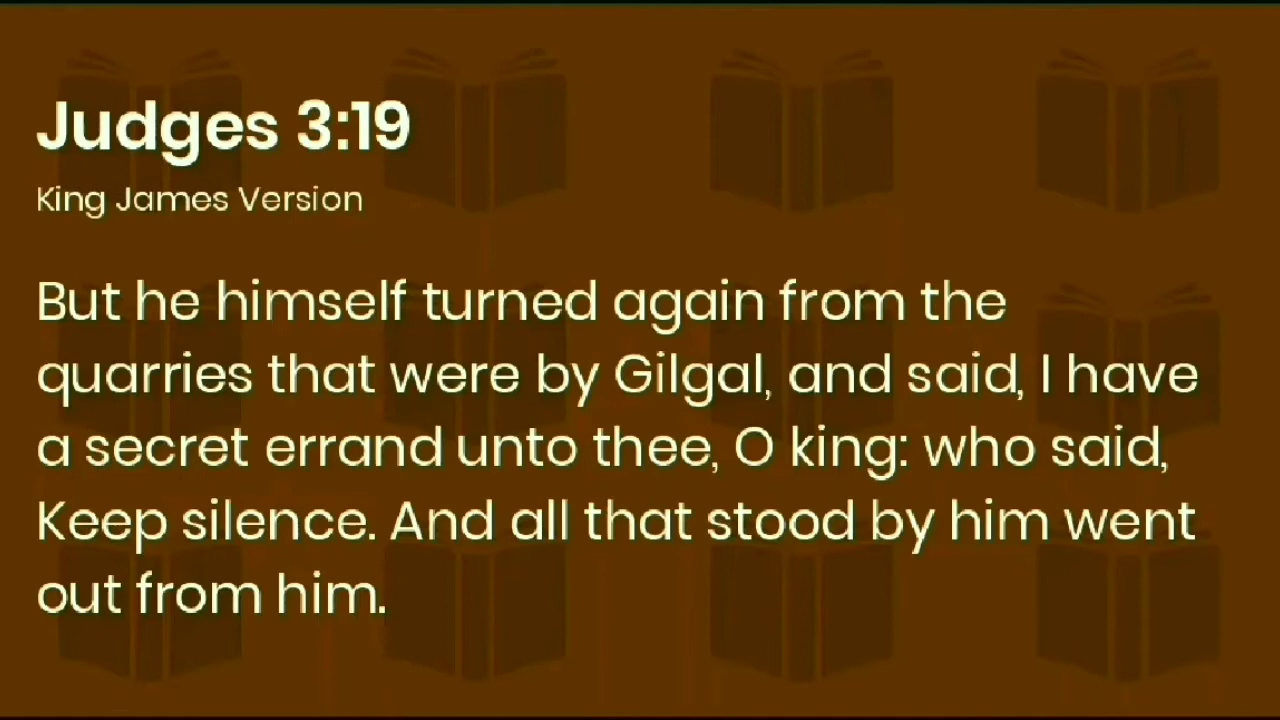 Judges 3:19
King James Version
But he himself turned again from the
quarries that were by Gilgal, and said, I have
a secret errand unto thee, O king: who said,
Keep silence. And all that stood by him went
out from him.